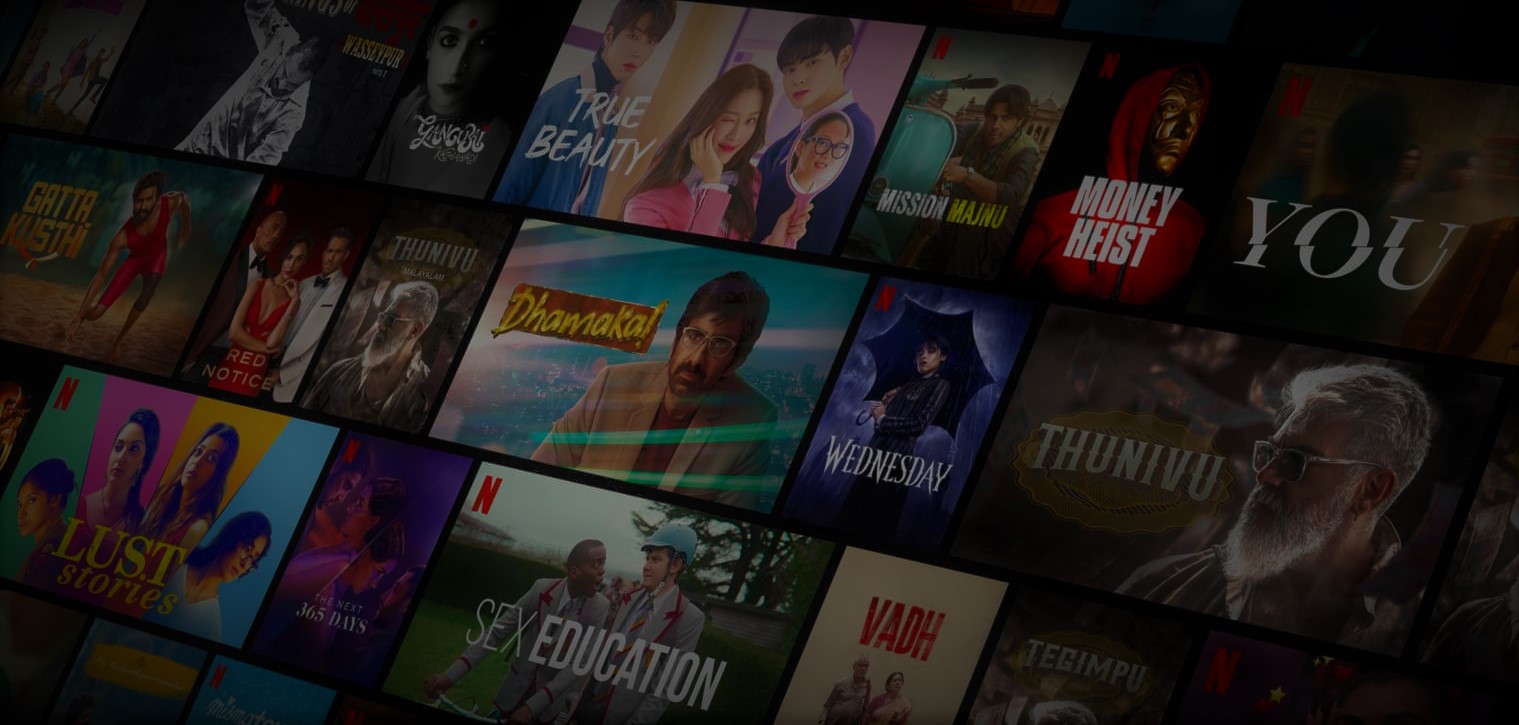 WASSEYPUR
TRUE
BEAUTY
MISSION MAJNU
MONEY
HEIST
YOU
GATTA
KUSTHI
RED
NOTICE
THUNIVU
MALAYALAM
Dhamaka!
WEDNESDAY
THUNIVU
LUST
stories
THE NEXT
365 DAYS
SEX EDUCATION
VADH
TEGIMPU